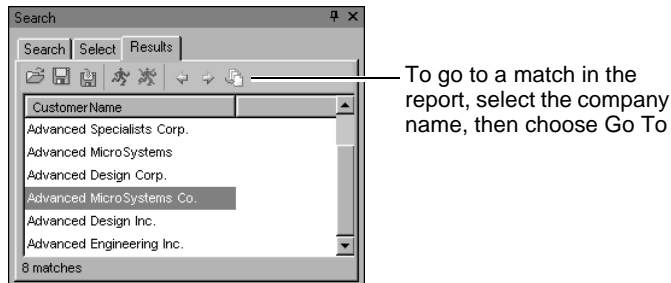 Search
Search Select Results
CustomerName
Advanced Specialists Corp.
Advanced MicroSystems
Advanced Design Corp.
Advanced MicroSystems Co.
Advanced Design Inc.
Advanced Engineering Inc.
8 matches
To go to a match in the
report, select the company
name, then choose Go To